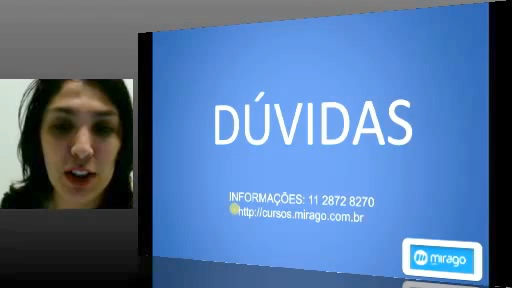 DÚVIDAS
INFORMAÇÕES: 11 2872 8270
http://cursos.mirago.com.br
mirago